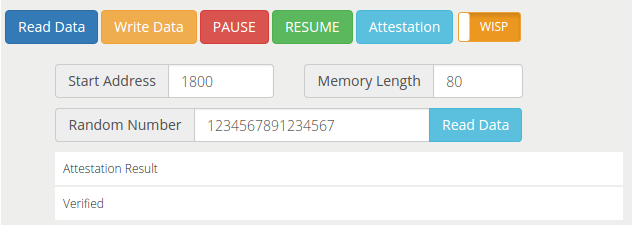 Read Data Write Data PAUSE RESUME Attestation WISP
Start Address 1800 Memory Length 80
Random Number 1234567891234567 Read Data
Attestation Result
Verified